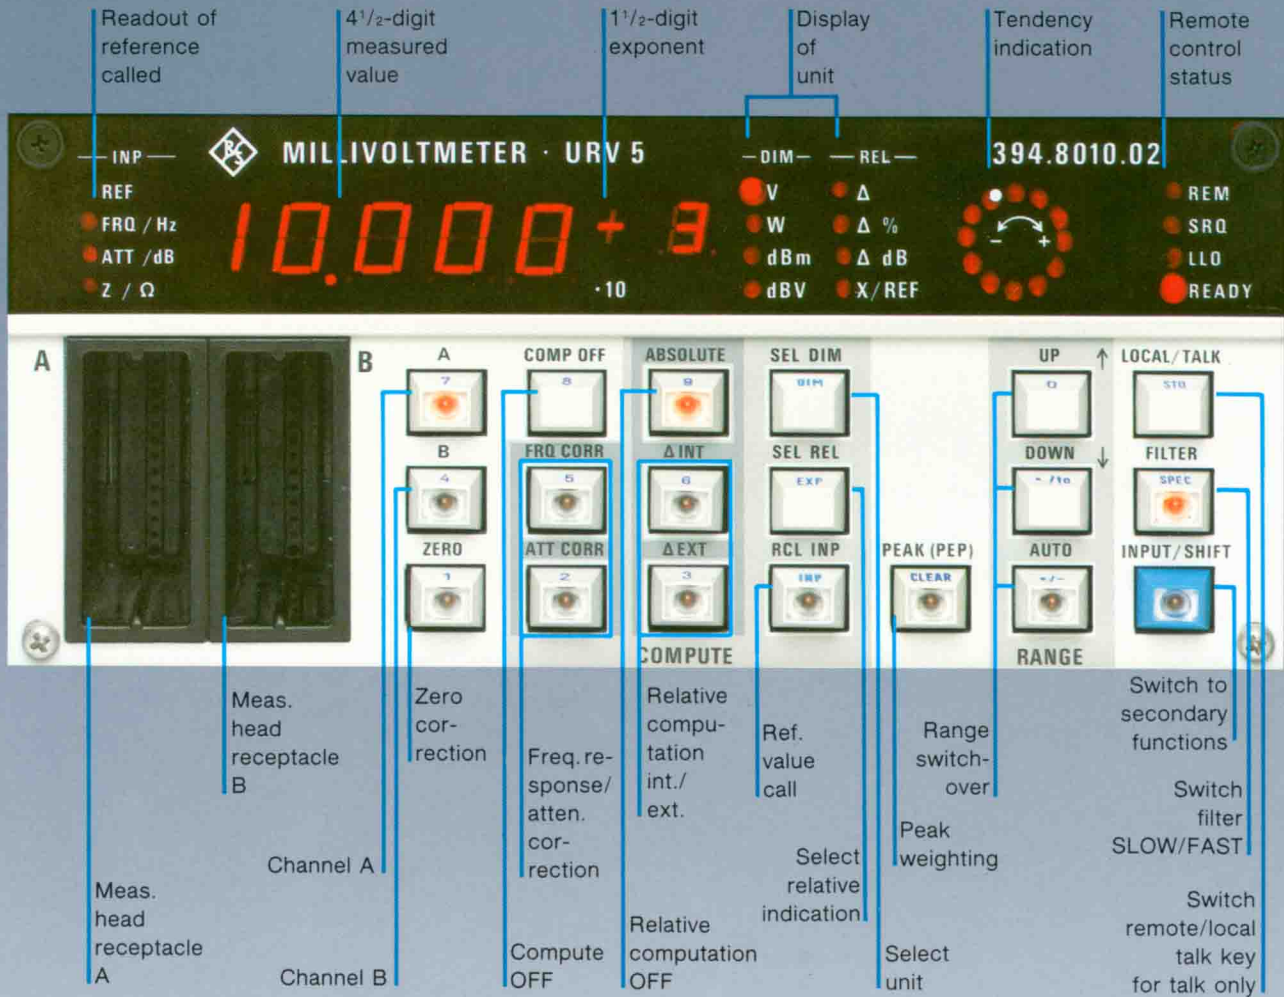 Readout of
reference
called
4 1/2-digit
measured
value
1 1/2-digit
exponent
Display
of
unit
Tendency
indication
Remote
control
status
INP
R&S
MILLIVOLTMETER · URV 5
DIM
REL
394.8010.02
REF
FRQ / Hz
ATT /dB
Z / Ω
10.000 + 3
·10
V
W
dBm
dBV
Δ
Δ %
Δ dB
X/REF
- +
REM
SRQ
LLO
READY
A
B
A
7
COMP OFF
8
ABSOLUTE
9
SEL DIM
DIM
UP ↑
0
LOCAL/TALK
STO
B
4
FRQ CORR
5
Δ INT
6
SEL REL
EXP
DOWN ↓
- /to
FILTER
SPEC
ZERO
1
ATT CORR
2
Δ EXT
3
RCL INP
INP
PEAK (PEP)
CLEAR
AUTO
+/-
INPUT/SHIFT
COMPUTE
RANGE
Meas.
head
receptacle
B
Zero
cor-
rection
Freq. re-
sponse/
atten.
cor-
rection
Relative
compu-
tation
int./
ext.
Ref.
value
call
Range
switch-
over
Switch to
secondary
functions
Peak
weighting
Switch
filter
SLOW/FAST
Channel A
Select
relative
indication
Meas.
head
receptacle
A
Channel B
Compute
OFF
Relative
computation
OFF
Select
unit
Switch
remote/local
talk key
for talk only